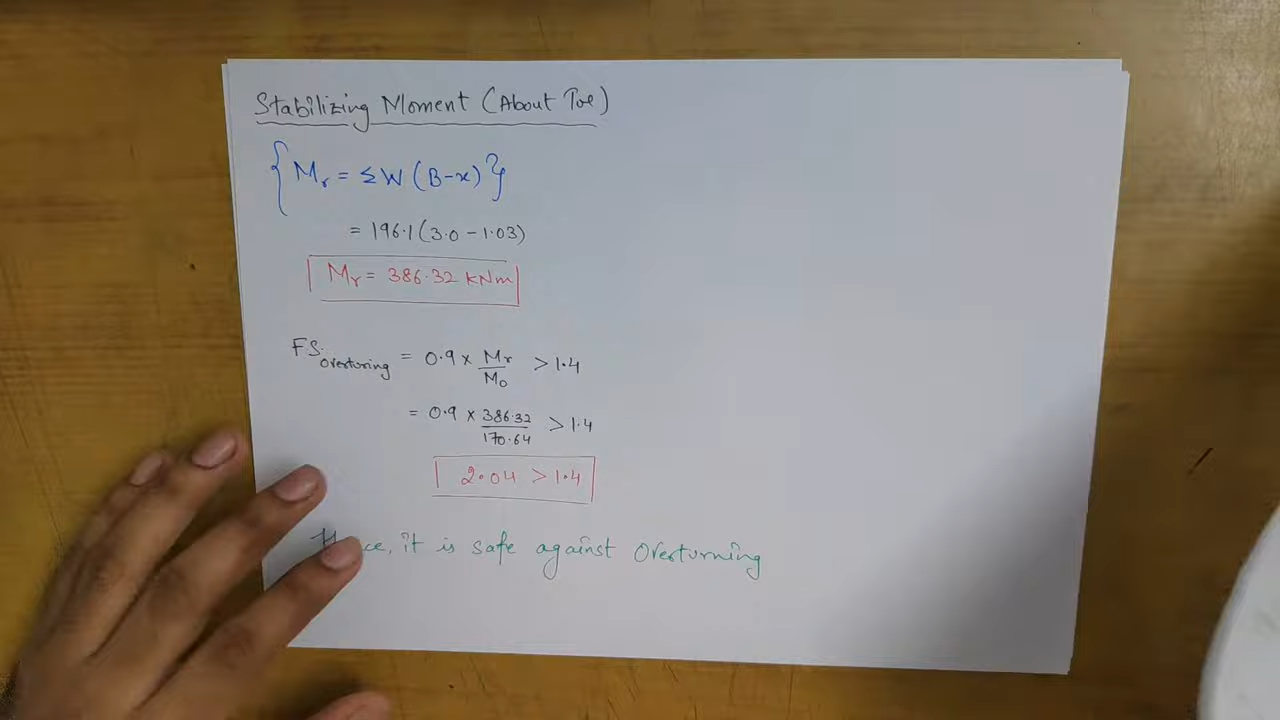 Stabilizing Moment (About Toe)
{Mr = ΣW (B-x)}
= 196.1(3.0 - 1.03)
Mr = 386.32 kNm
FS.overturing = 0.9 x Mr/Mo > 1.4
= 0.9 x 386.32/170.64 > 1.4
2.04 > 1.4
it is safe against Overturning